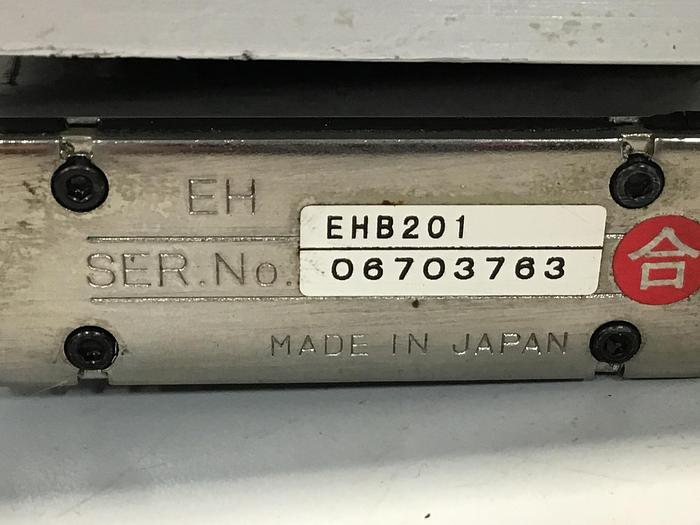 EH EHB201
SER.No. 06703763
合
MADE IN JAPAN